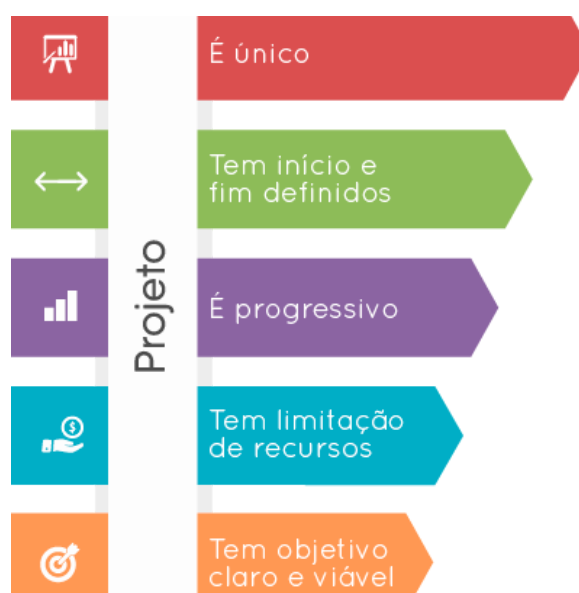 É único
Tem início e
fim definidos
Projeto
É progressivo
Tem limitação
de recursos
Tem objetivo
claro e viável